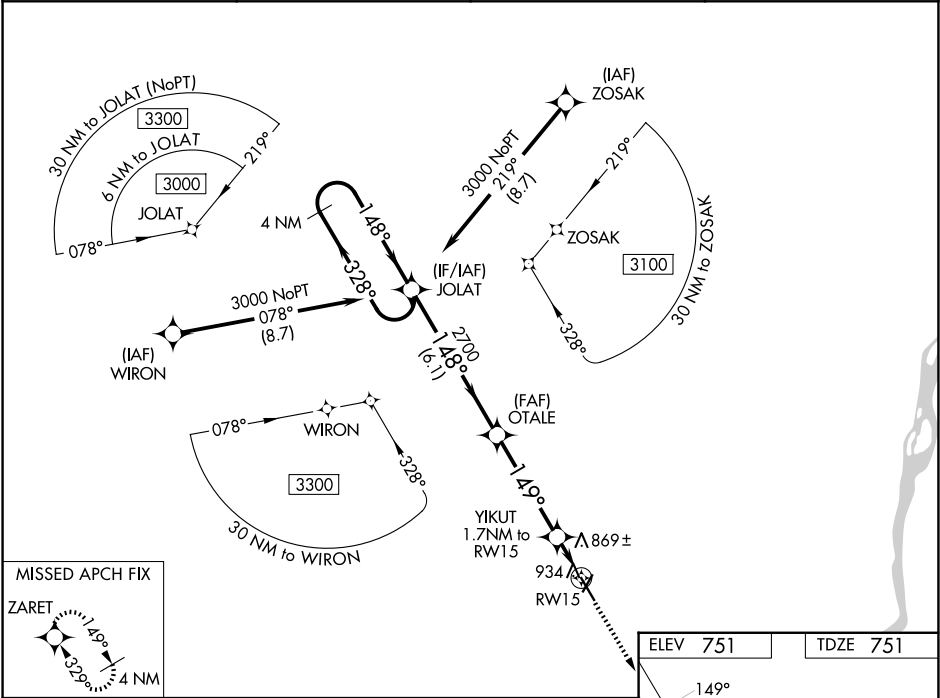 30 NM to JOLAT (NoPT)
3300
6 NM to JOLAT
3000
219°
JOLAT
078°
(IAF)
ZOSAK
3000 NoPT
219°
(8.7)
219°
ZOSAK
3100
30 NM to ZOSAK
328°
4 NM
148°
328°
(IF/IAF)
JOLAT
3000 NoPT
078°
(8.7)
(IAF)
WIRON
2700
148°
(6.1)
(FAF)
OTALE
078°
WIRON
328°
3300
30 NM to WIRON
149°
YIKUT
1.7NM to
RW15
869±
934
RW15
MISSED APCH FIX
ZARET
149°
329°
4 NM
ELEV 751
TDZE 751
149°